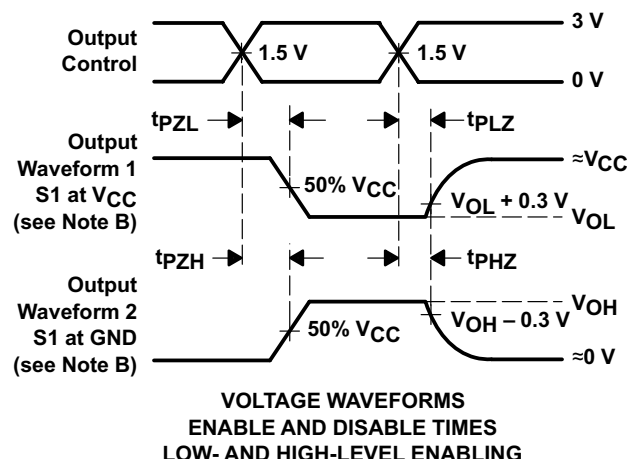 Output
Control
3 V
1.5 V
1.5 V
0 V
tPZL
tPLZ
Output
Waveform 1
S1 at VCC
(see Note B)
≈VCC
50% VCC
VOL + 0.3 V
VOL
tPZH
tPHZ
Output
Waveform 2
S1 at GND
(see Note B)
VOH
50% VCC
VOH – 0.3 V
≈0 V
VOLTAGE WAVEFORMS
ENABLE AND DISABLE TIMES
LOW- AND HIGH-LEVEL ENABLING